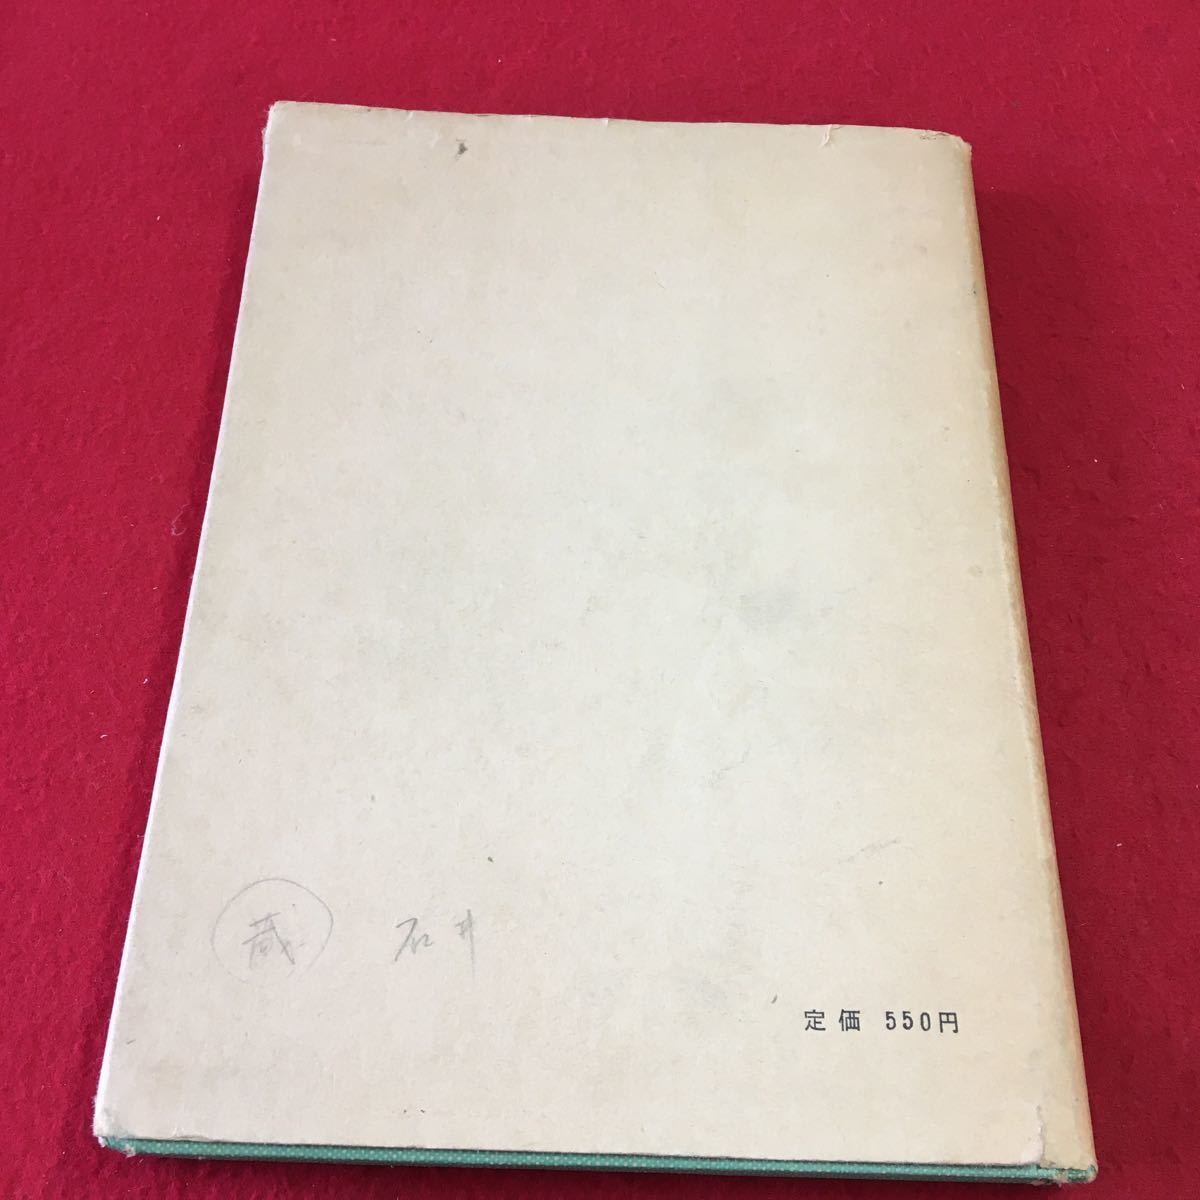 蔵 石井
定価 550円